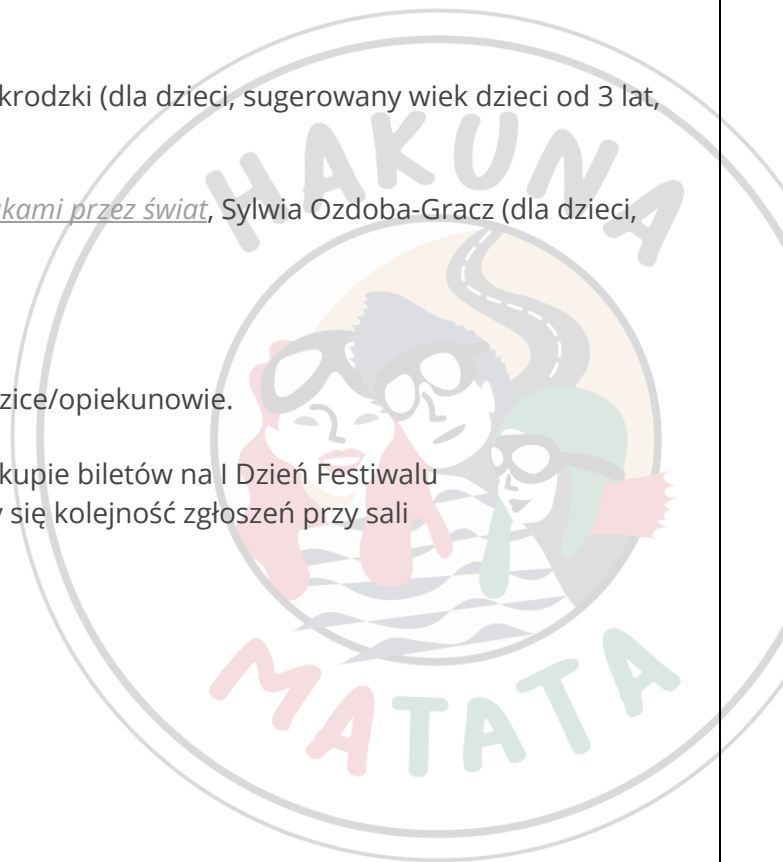 krodzki (dla dzieci, sugerowany wiek dzieci od 3 lat,
kami przez świat, Sylwia Ozdoba-Gracz (dla dzieci,
zice/opiekunowie.
kupie biletów na I Dzień Festiwalu
się kolejność zgłoszeń przy sali
HAKUNA
MATATA